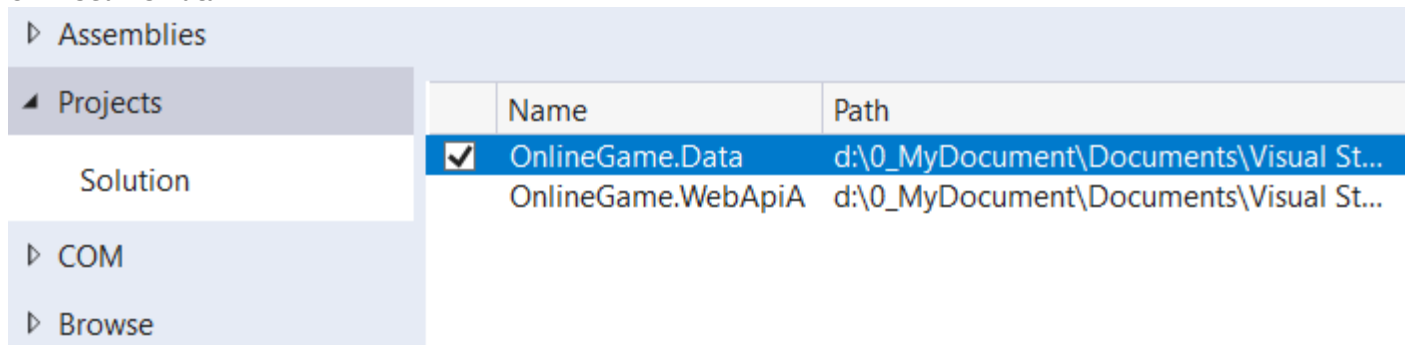 Assemblies
Projects
Name Path
OnlineGame.Data d:\0_MyDocument\Documents\Visual St...
Solution
OnlineGame.WebApiA d:\0_MyDocument\Documents\Visual St...
COM
Browse